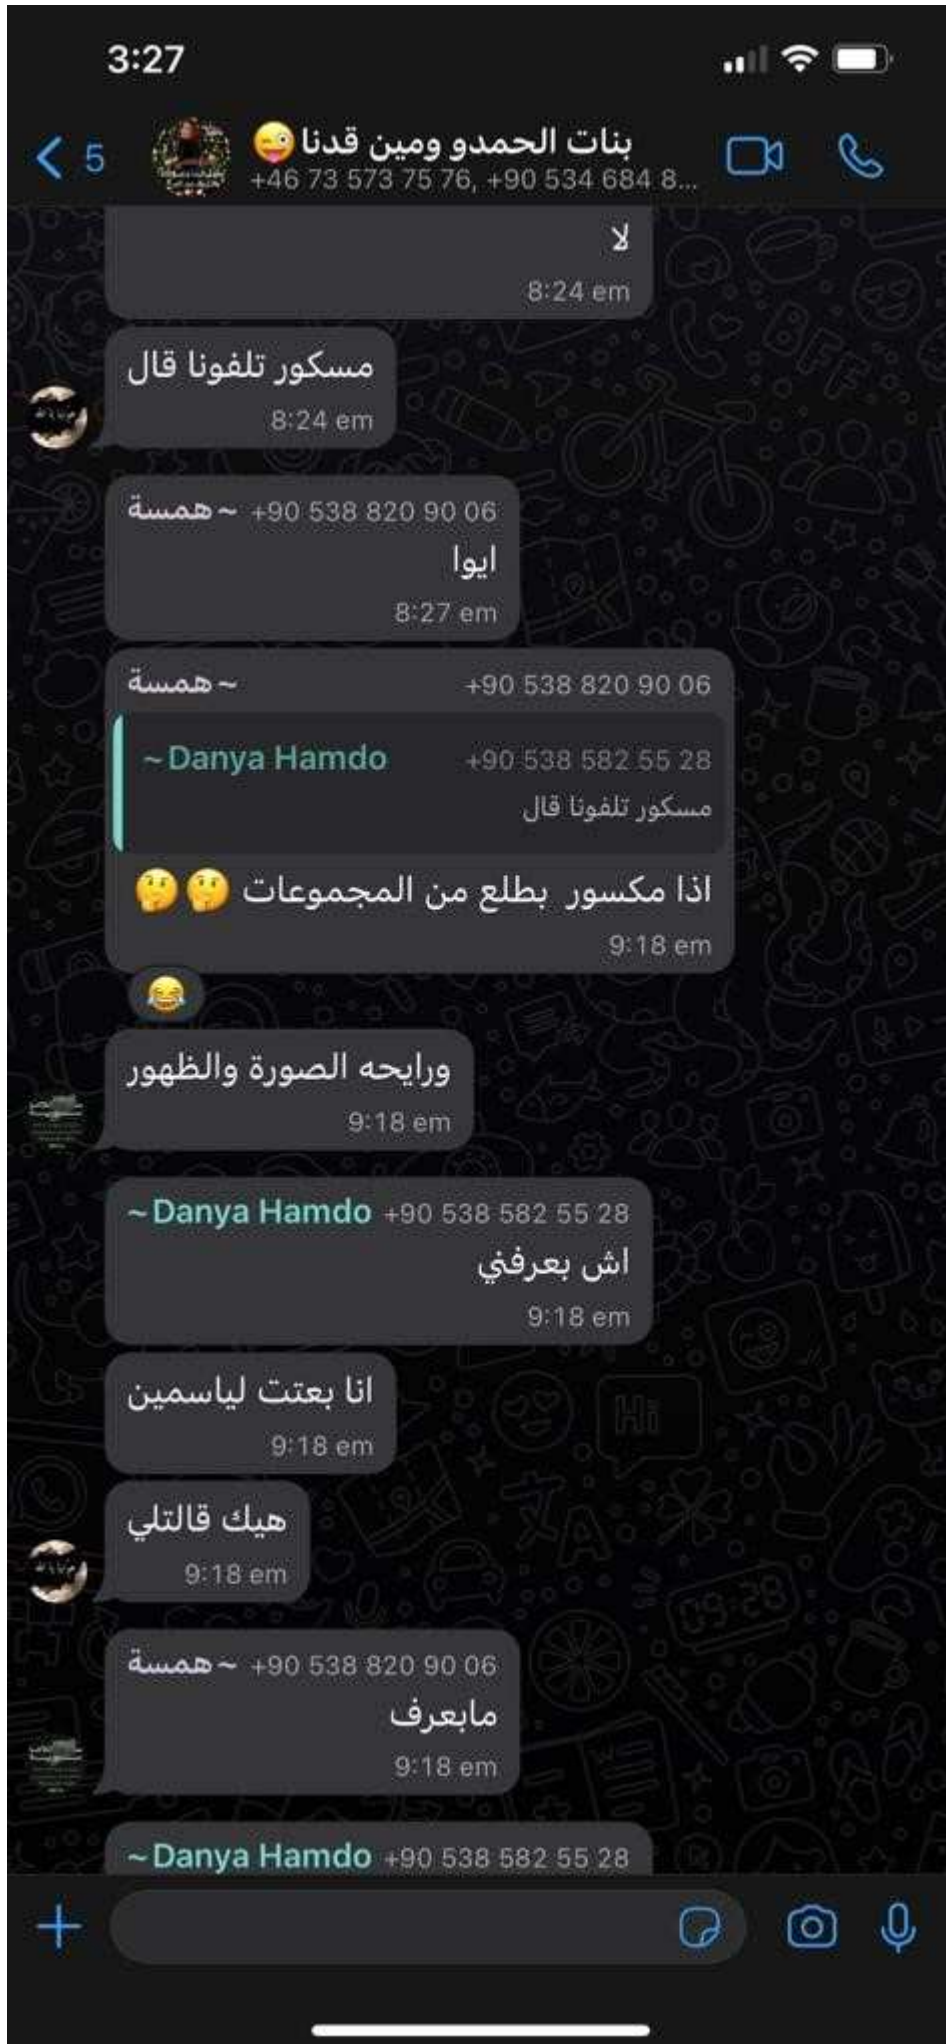 3:27
5
بنات الحمدو ومين قدنا😜
+46 73 573 75 76, +90 534 684 8...
لا
8:24 em
مسكور تلفونا قال
8:24 em
~ همسة +90 538 820 90 06
ايوا
8:27 em
~ همسة +90 538 820 90 06
~Danya Hamdo +90 538 582 55 28
مسكور تلفونا قال
اذا مكسور بطلع من المجموعات 🤔🤔
9:18 em
😂
ورايحه الصورة والظهور
9:18 em
~Danya Hamdo +90 538 582 55 28
اش بعرفني
9:18 em
انا بعتت لياسمين
9:18 em
هيك قالتلي
9:18 em
~ همسة +90 538 820 90 06
مابعرف
9:18 em
~Danya Hamdo +90 538 582 55 28